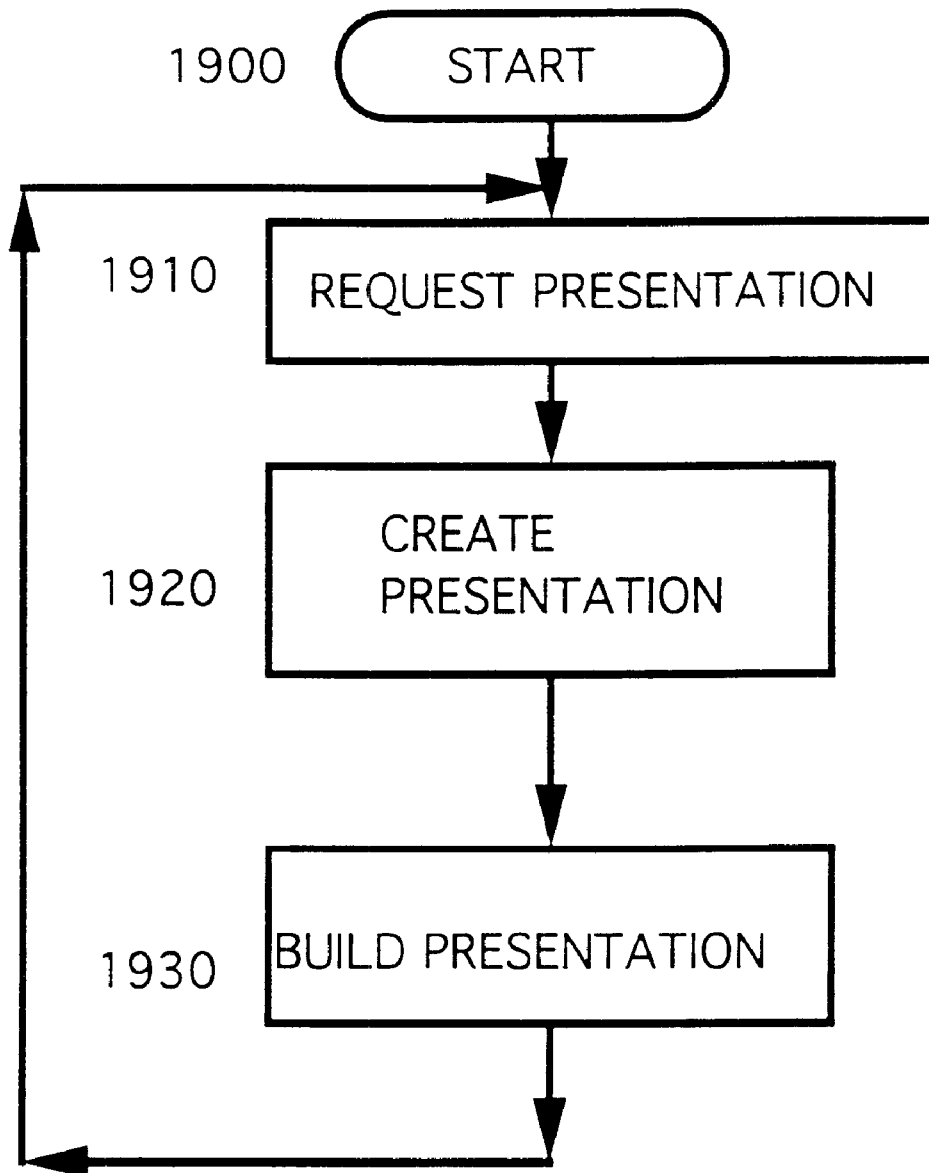 1900 START
1910 REQUEST PRESENTATION
CREATE
1920 PRESENTATION
1930 BUILD PRESENTATION